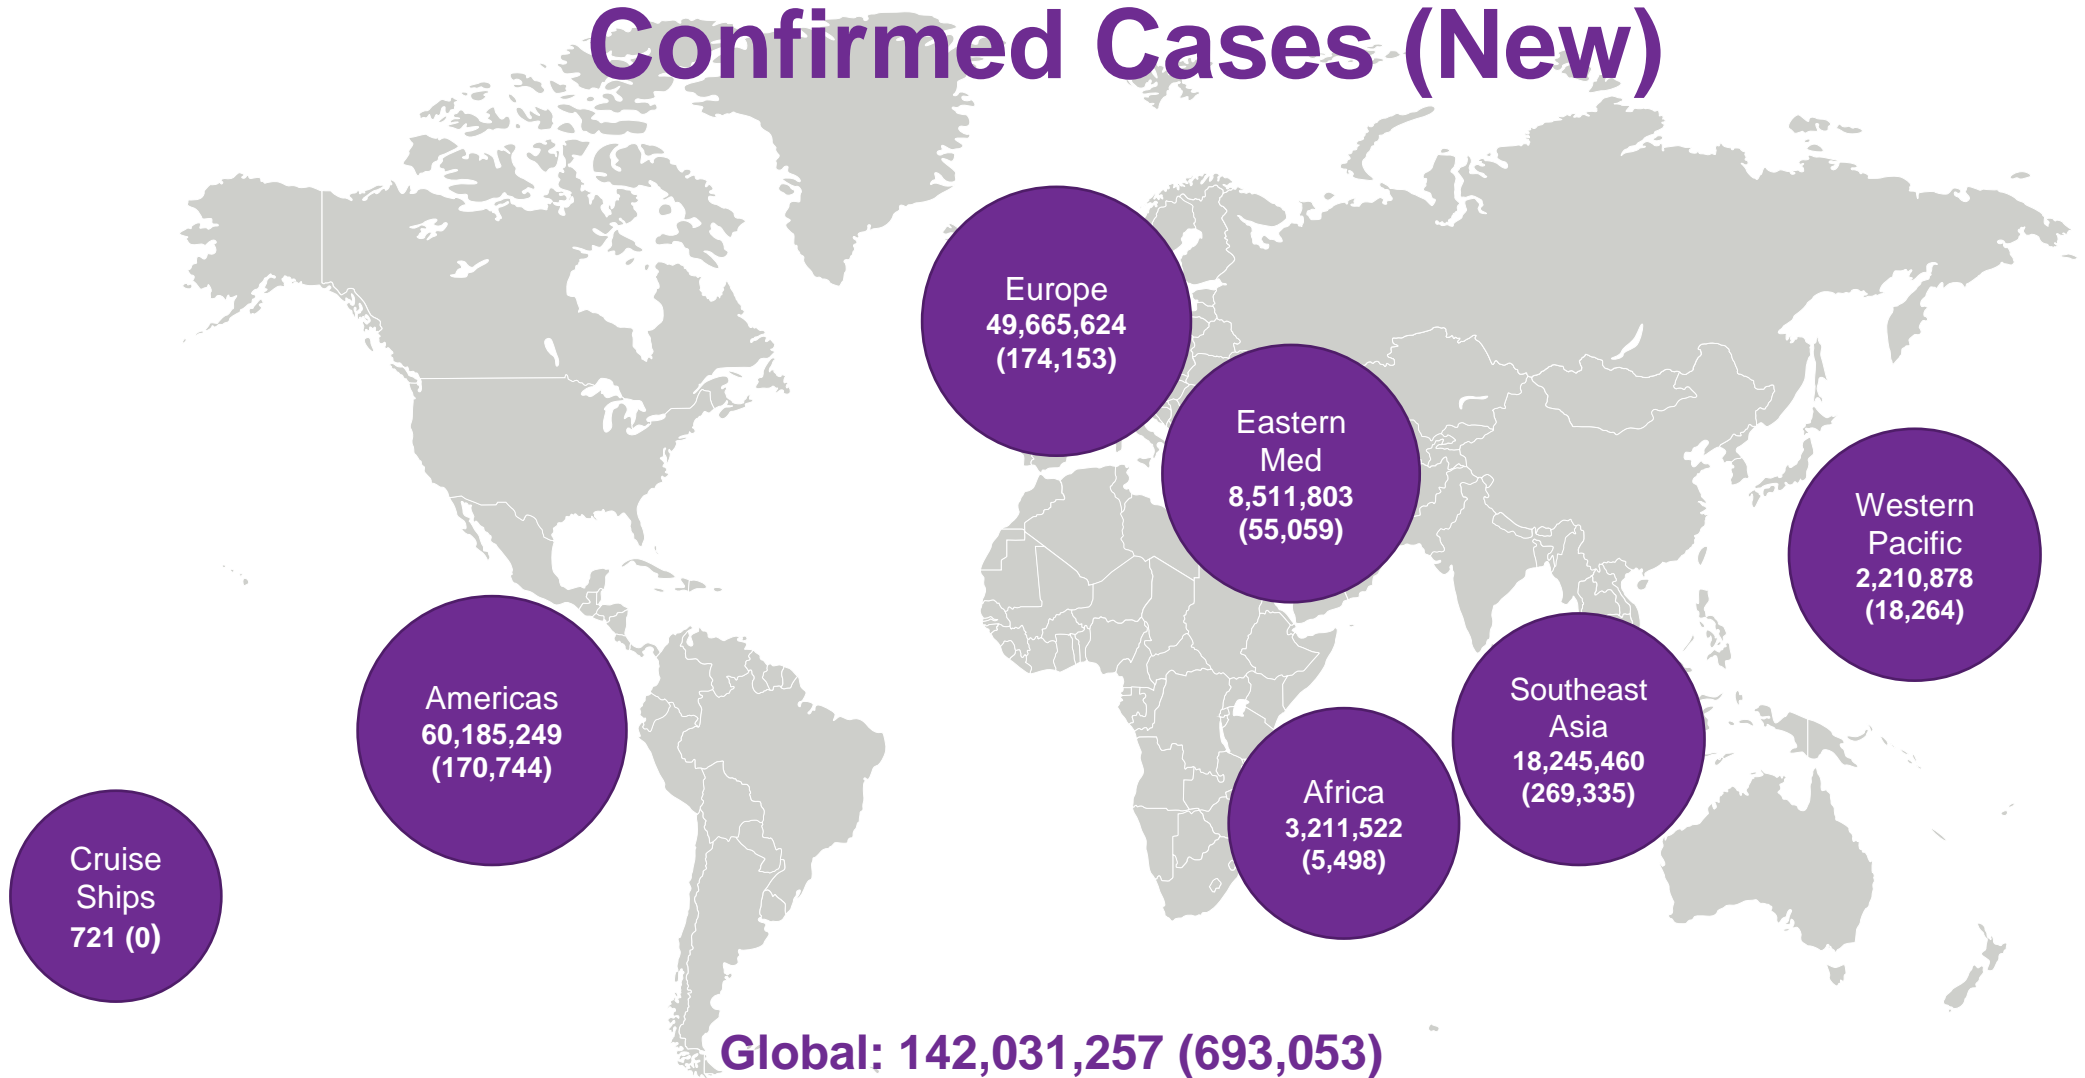 Confirmed Cases (New)
Europe
49,665,624
(174,153)
Eastern
Med
8,511,803
(55,059)
Western
Pacific
2,210,878
(18,264)
Americas
60,185,249
(170,744)
Southeast
Asia
18,245,460
(269,335)
Africa
3,211,522
(5,498)
Cruise
Ships
721 (0)
Global: 142,031,257 (693,053)